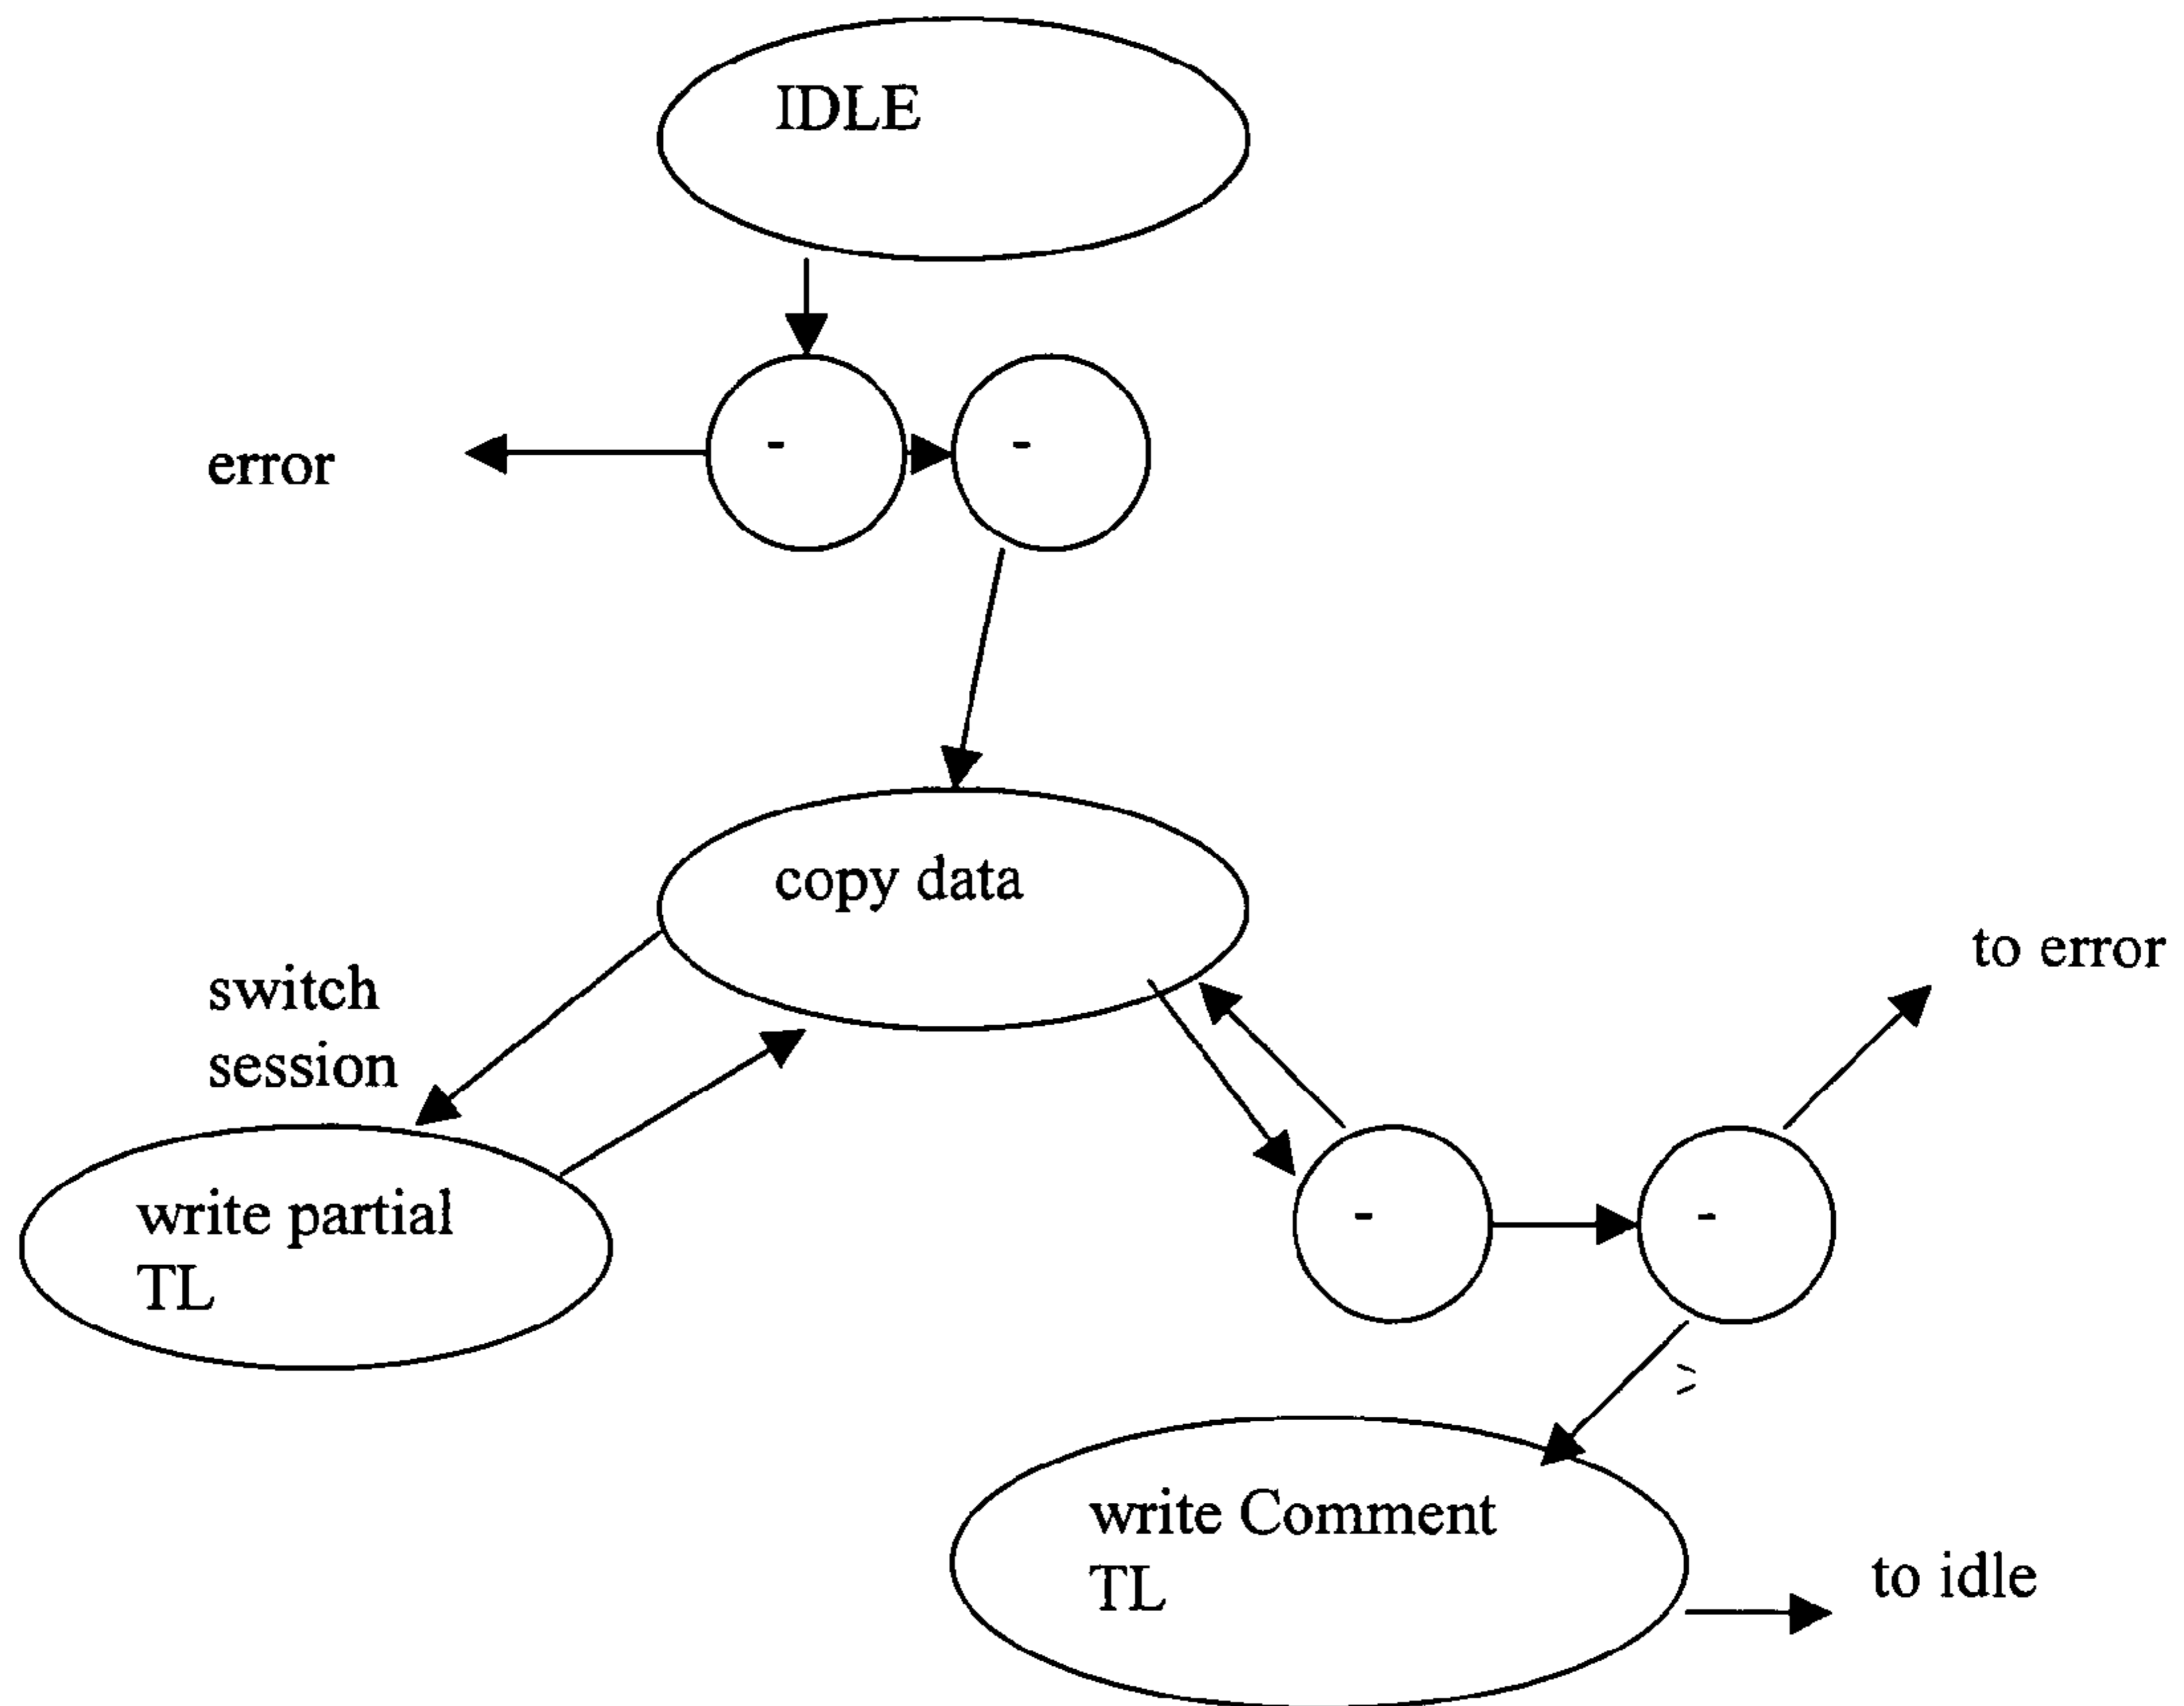 IDLE
-
-
error
copy data
to error
switch
session
write partial
TL
-
-
>
write Comment
TL
to idle